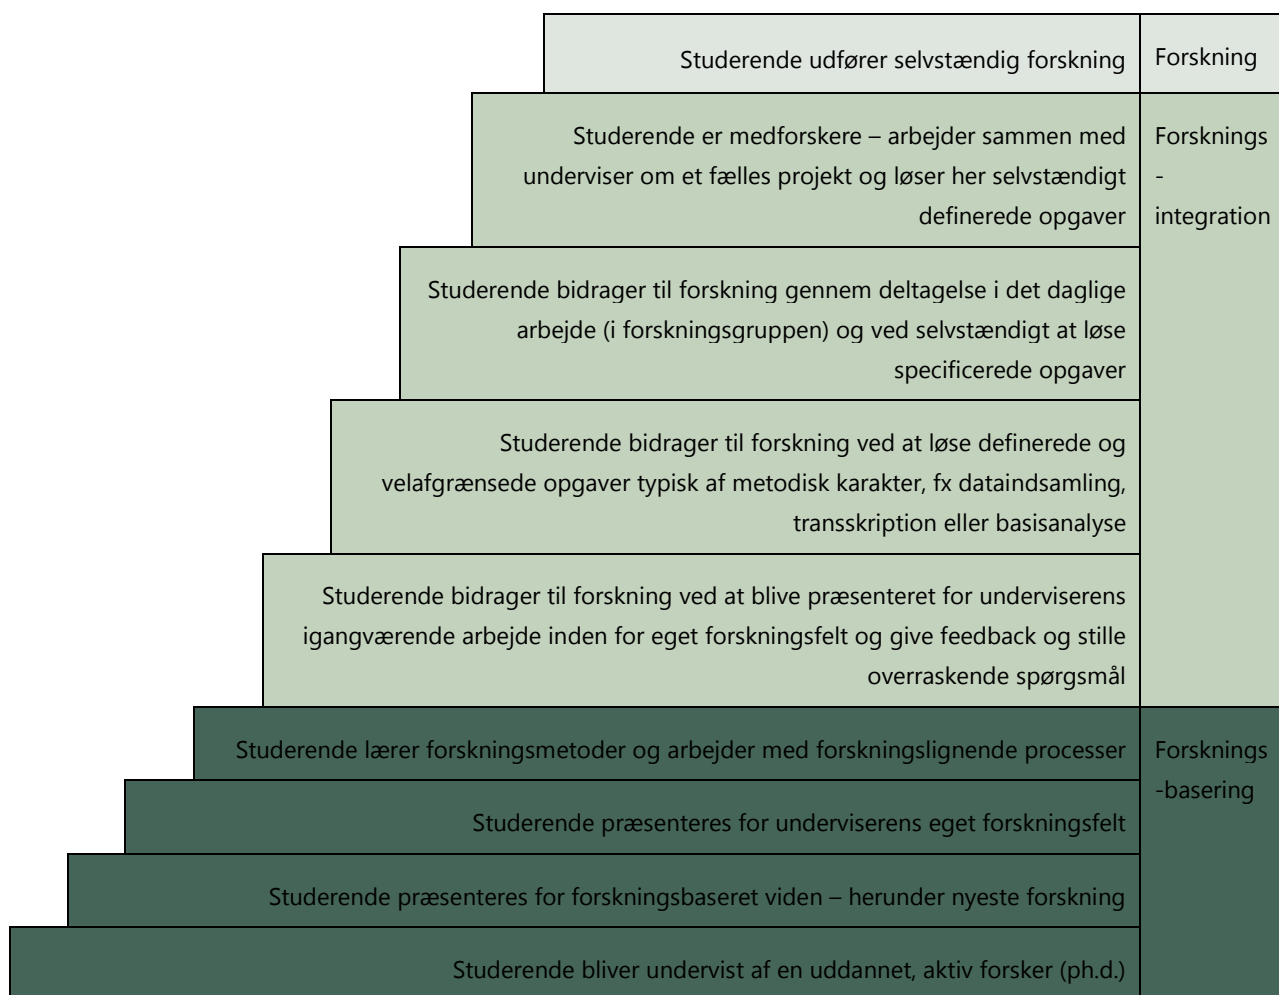 Studerende udfører selvstændig forskning
Forskning
Studerende er medforskere – arbejder sammen med
underviser om et fælles projekt og løser her selvstændigt
definerede opgaver
Forsknings
-
integration
Studerende bidrager til forskning gennem deltagelse i det daglige
arbejde (i forskningsgruppen) og ved selvstændigt at løse
specificerede opgaver
Studerende bidrager til forskning ved at løse definerede og
velafgrænsede opgaver typisk af metodisk karakter, fx dataindsamling,
transskription eller basisanalyse
Studerende bidrager til forskning ved at blive præsenteret for underviserens
igangværende arbejde inden for eget forskningsfelt og give feedback og stille
overraskende spørgsmål
Studerende lærer forskningsmetoder og arbejder med forskningslignende processer
Forsknings
-basering
Studerende præsenteres for underviserens eget forskningsfelt
Studerende præsenteres for forskningsbaseret viden – herunder nyeste forskning
Studerende bliver undervist af en uddannet, aktiv forsker (ph.d.)